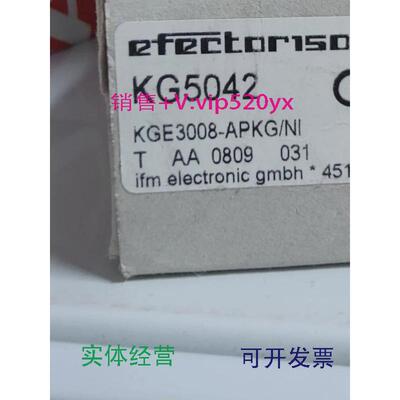 efector150
KG5042
销售+V:vip520yx
KGE3008-APKG/NI
T AA 0809 031
ifm electronic gmbh * 451
实体经营
可开发票